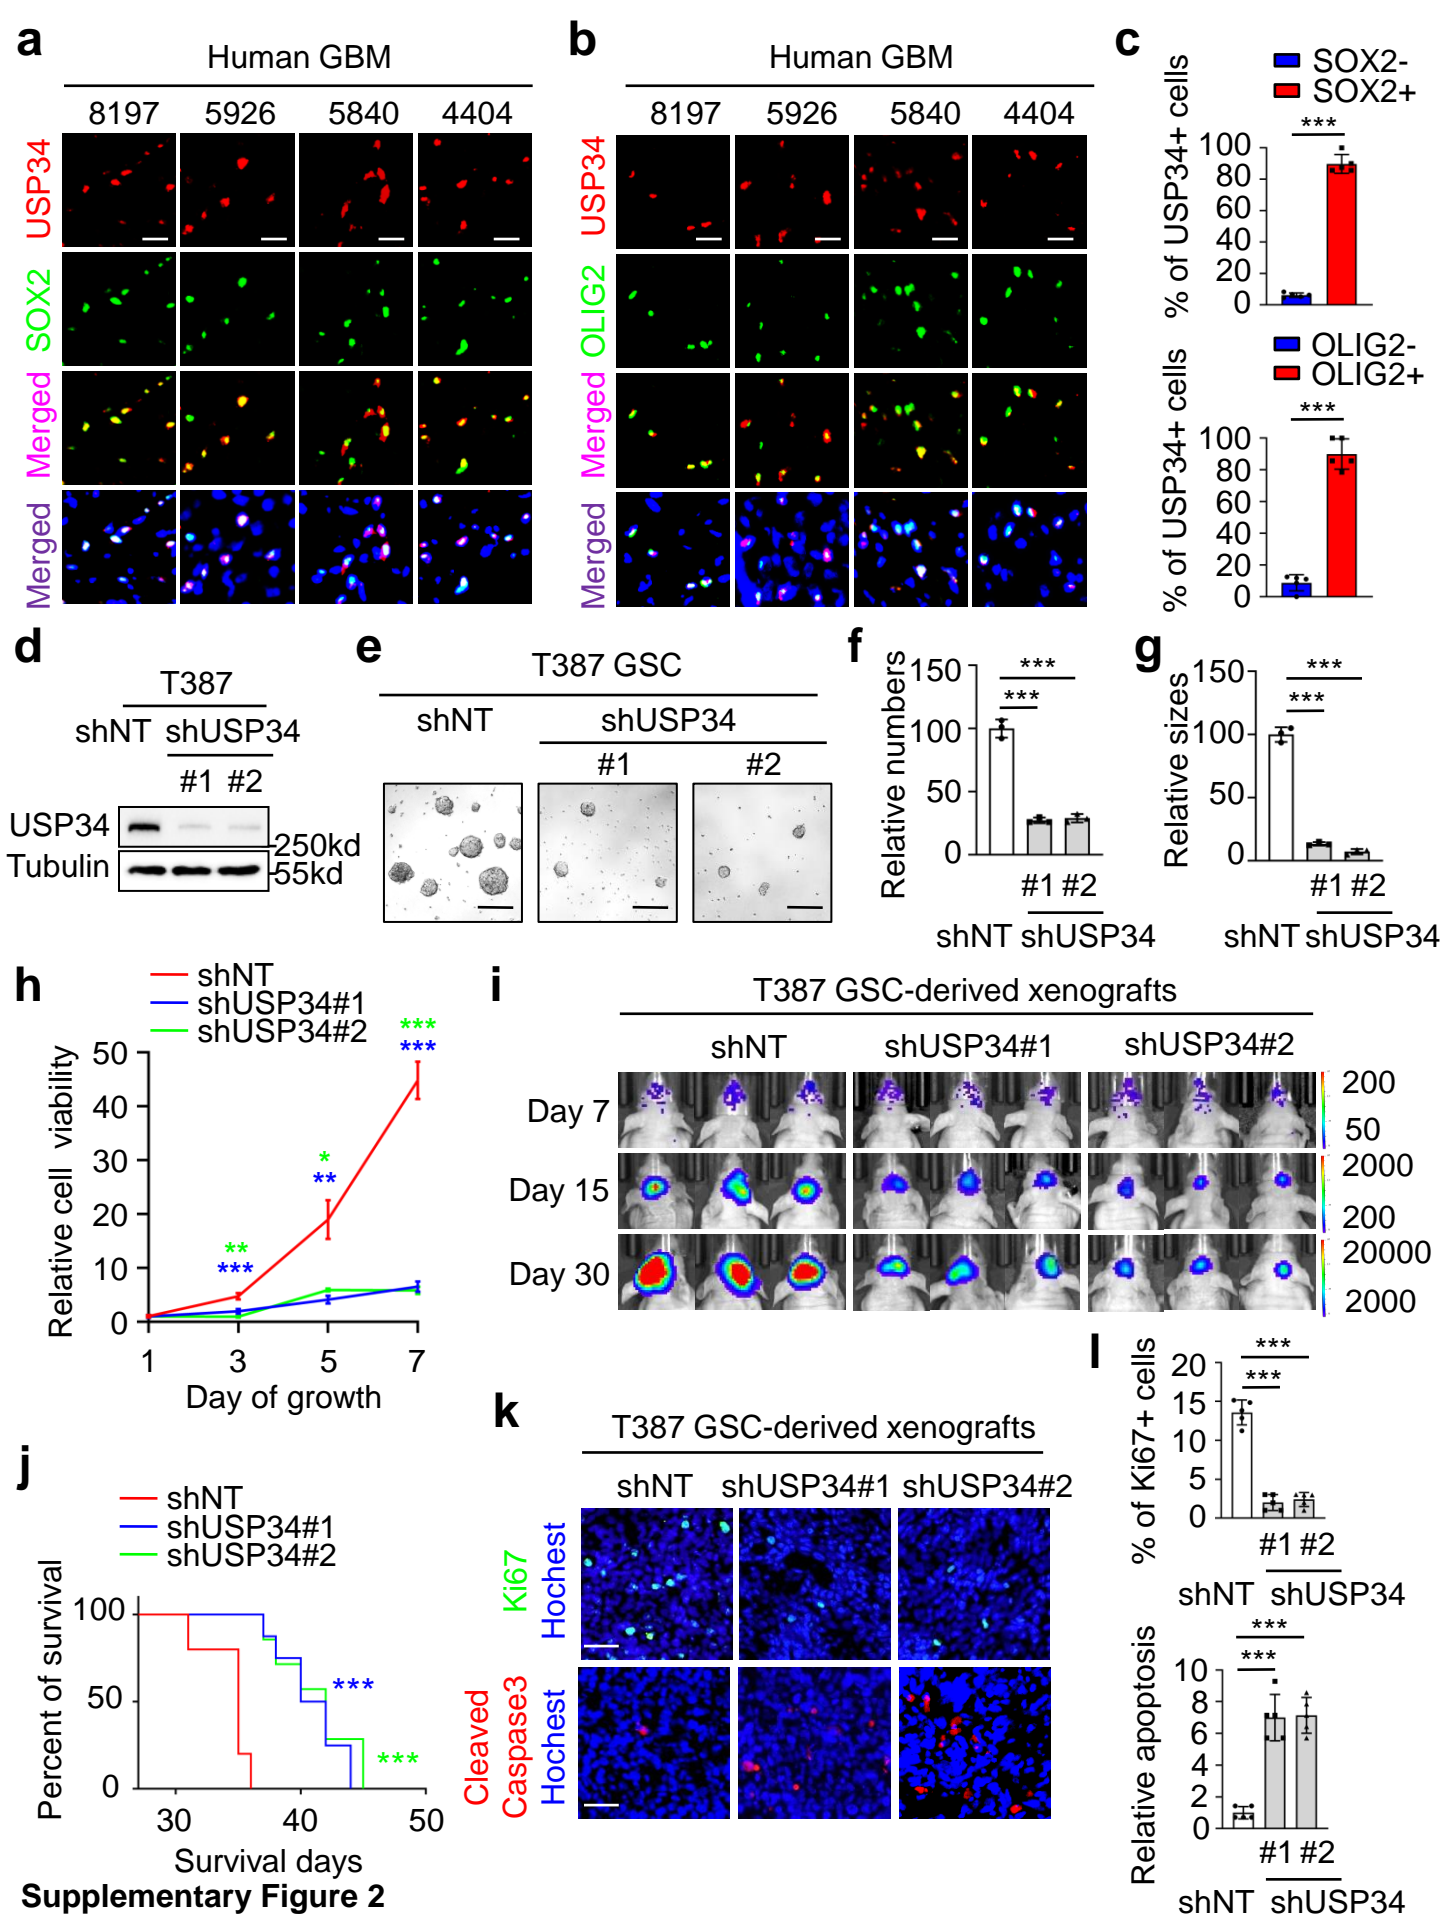 a
Human GBM
8197 5926 5840 4404
USP34
SOX2
Merged
Merged
b
Human GBM
8197 5926 5840 4404
USP34
OLIG2
Merged
Merged
c
SOX2-
SOX2+
% of USP34+ cells
***
100
80
60
40
20
0
OLIG2-
OLIG2+
% of USP34+ cells
***
100
80
60
40
20
0
d
T387
shNT shUSP34
#1 #2
USP34
250kd
Tubulin
55kd
e
T387 GSC
shNT shUSP34
#1 #2
f
Relative numbers
150
100
50
0
***
***
#1 #2
shNT shUSP34
g
Relative sizes
150
100
50
0
***
***
#1 #2
shNT shUSP34
h
shNT
shUSP34#1
shUSP34#2
Relative cell viability
50
40
30
20
10
0
**
***
*
**
***
***
1 3 5 7
Day of growth
i
T387 GSC-derived xenografts
shNT shUSP34#1 shUSP34#2
Day 7
200
50
Day 15
2000
200
Day 30
20000
2000
j
shNT
shUSP34#1
shUSP34#2
Percent of survival
100
50
0
***
***
30 40 50
Survival days
k
T387 GSC-derived xenografts
shNT shUSP34#1 shUSP34#2
Ki67
Hochest
Cleaved
Caspase3
Hochest
l
% of Ki67+ cells
20
15
10
5
0
***
***
#1 #2
shNT shUSP34
Relative apoptosis
10
8
6
4
2
0
***
***
#1 #2
shNT shUSP34
Supplementary Figure 2